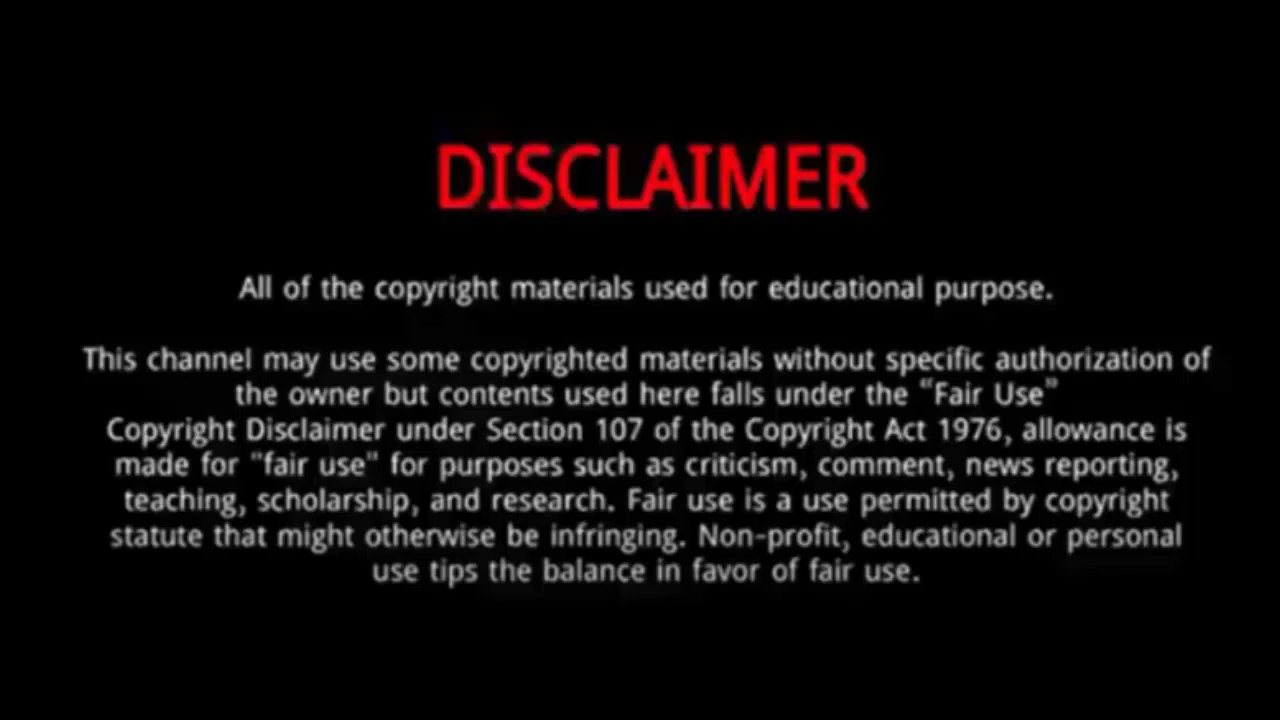 DISCLAIMER
All of the copyright materials used for educational purpose.
This channel may use some copyrighted materials without specific authorization of
the owner but contents used here falls under the “Fair Use”
Copyright Disclaimer under Section 107 of the Copyright Act 1976, allowance is
made for "fair use" for purposes such as criticism, comment, news reporting,
teaching, scholarship, and research. Fair use is a use permitted by copyright
statute that might otherwise be infringing. Non-profit, educational or personal
use tips the balance in favor of fair use.